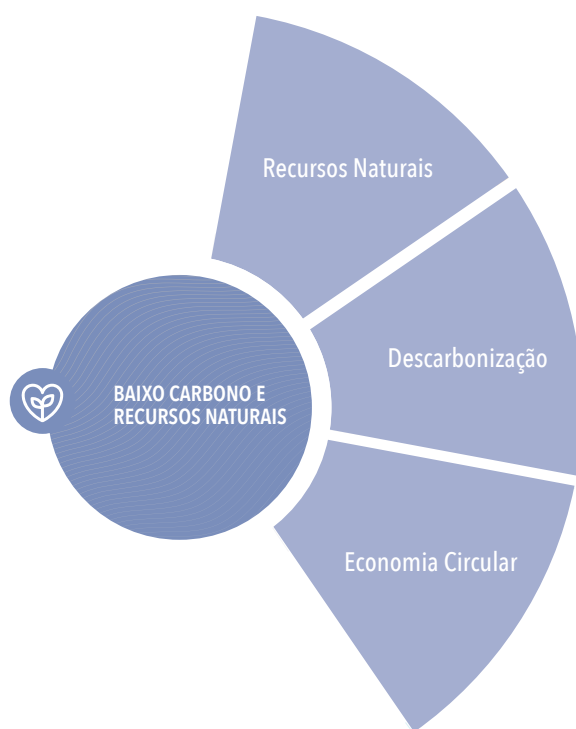 Recursos Naturais
Descarbonização
BAIXO CARBONO E
RECURSOS NATURAIS
Economia Circular